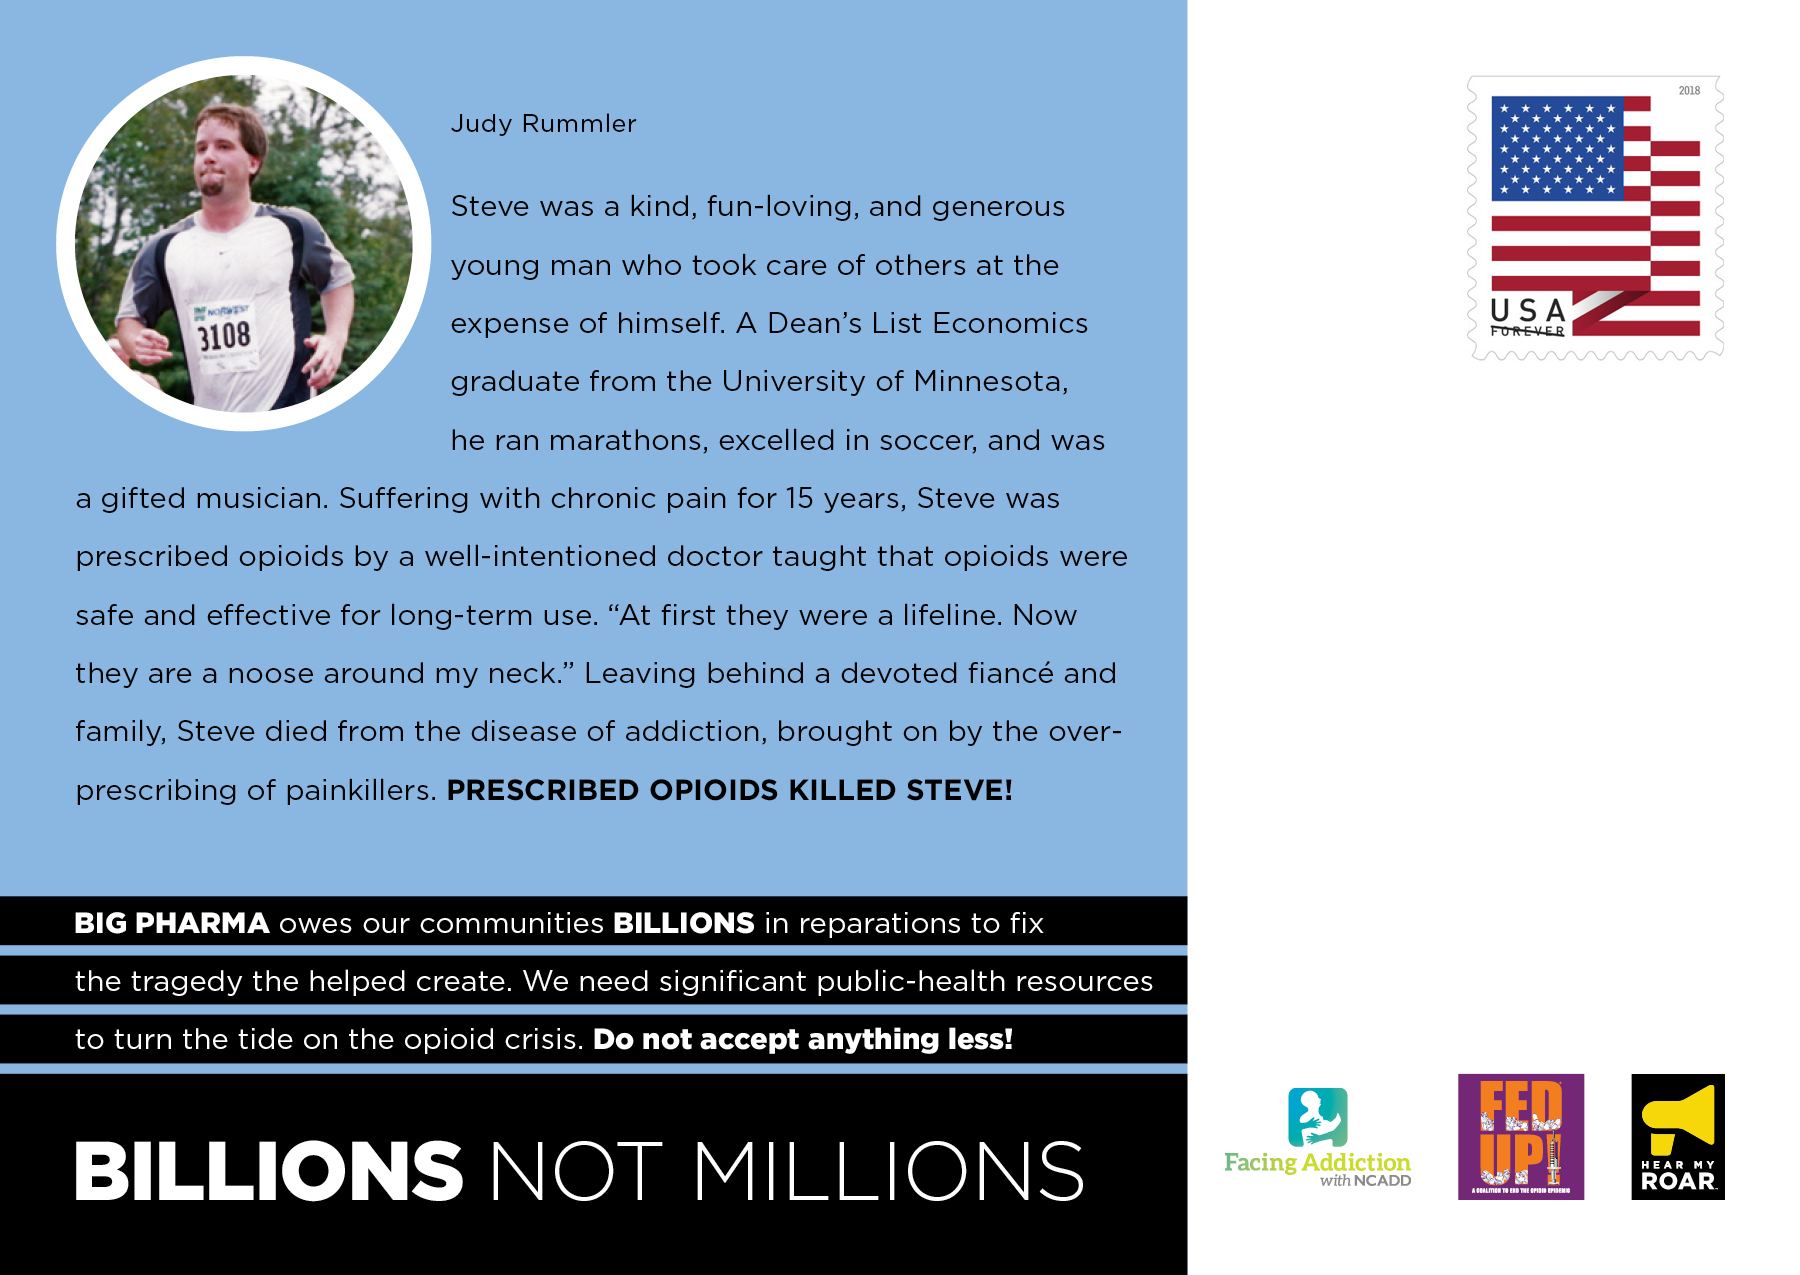 Judy Rummler
Steve was a kind, fun-loving, and generous
young man who took care of others at the
expense of himself. A Dean’s List Economics
graduate from the University of Minnesota,
he ran marathons, excelled in soccer, and was
a gifted musician. Suffering with chronic pain for 15 years, Steve was
prescribed opioids by a well-intentioned doctor taught that opioids were
safe and effective for long-term use. “At first they were a lifeline. Now
they are a noose around my neck.” Leaving behind a devoted fiancé and
family, Steve died from the disease of addiction, brought on by the over-
prescribing of painkillers. PRESCRIBED OPIOIDS KILLED STEVE!
NORWEST
3108
BIG PHARMA owes our communities BILLIONS in reparations to fix
the tragedy the helped create. We need significant public-health resources
to turn the tide on the opioid crisis. Do not accept anything less!
BILLIONS NOT MILLIONS
2018
USA
FOREVER
Facing Addiction
with NCADD
FED
UP!
A COALITION TO END THE OPIOID EPIDEMIC
HEAR MY
ROAR